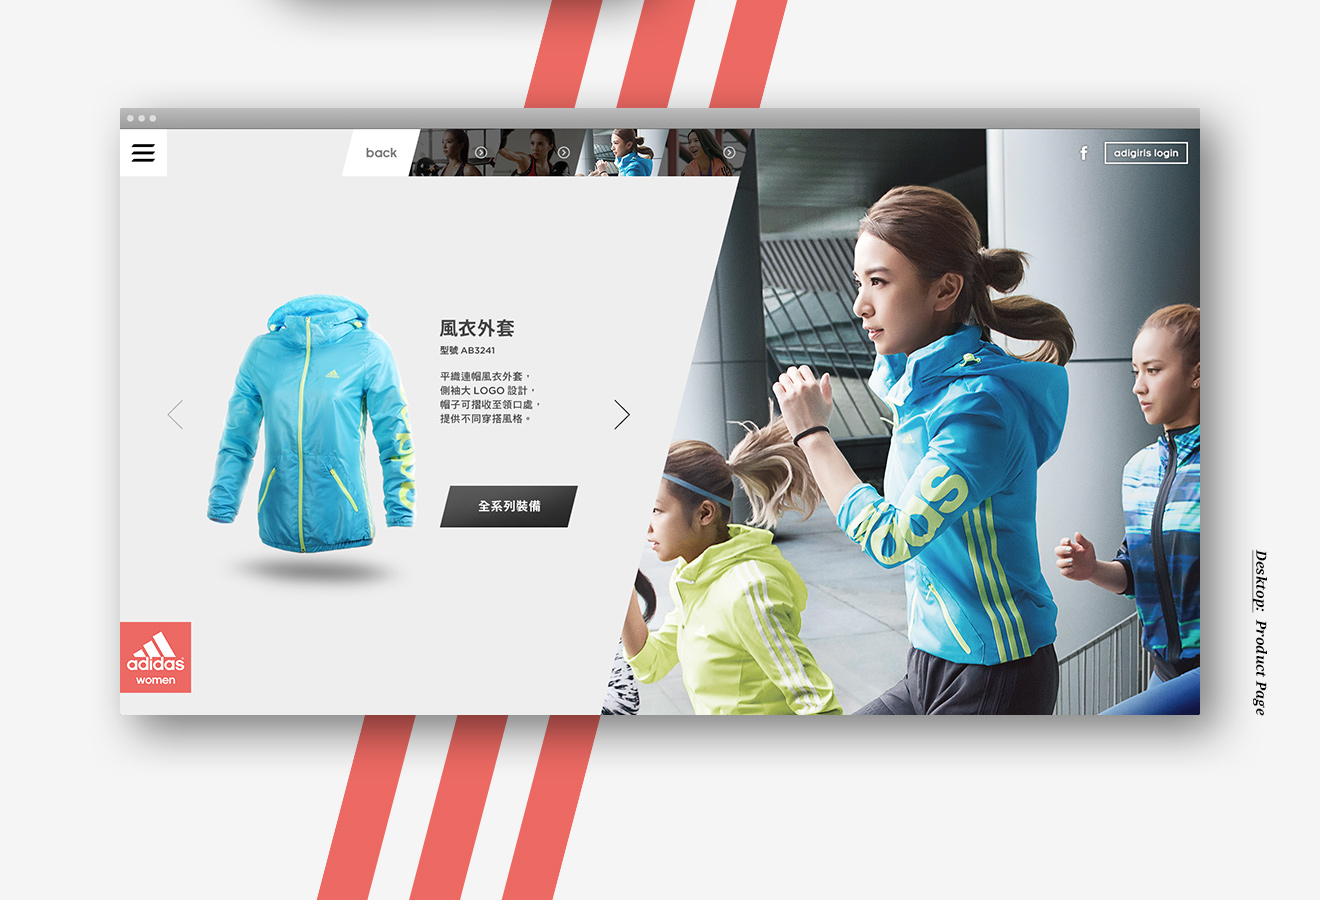 back
adigirls login
風衣外套
型號 AB3241
平織連帽風衣外套，
側袖大 LOGO 設計，
帽子可摺收至領口處，
提供不同穿搭風格。
全系列裝備
adidas
women
Desktop: Product Page